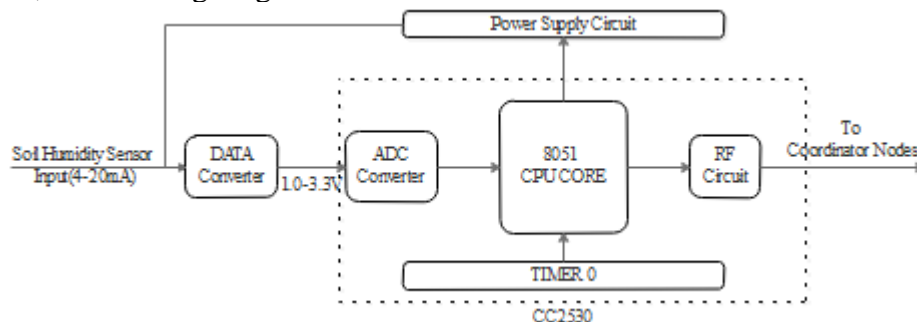 Power Supply Circuit
Soil Humidity Sensor
Input(4-20mA)
DATA
Converter
1.0-3.3V
ADC
Converter
8051
CPU CORE
RF
Circuit
To
Coordinator Nodes
TIMER 0
CC2530